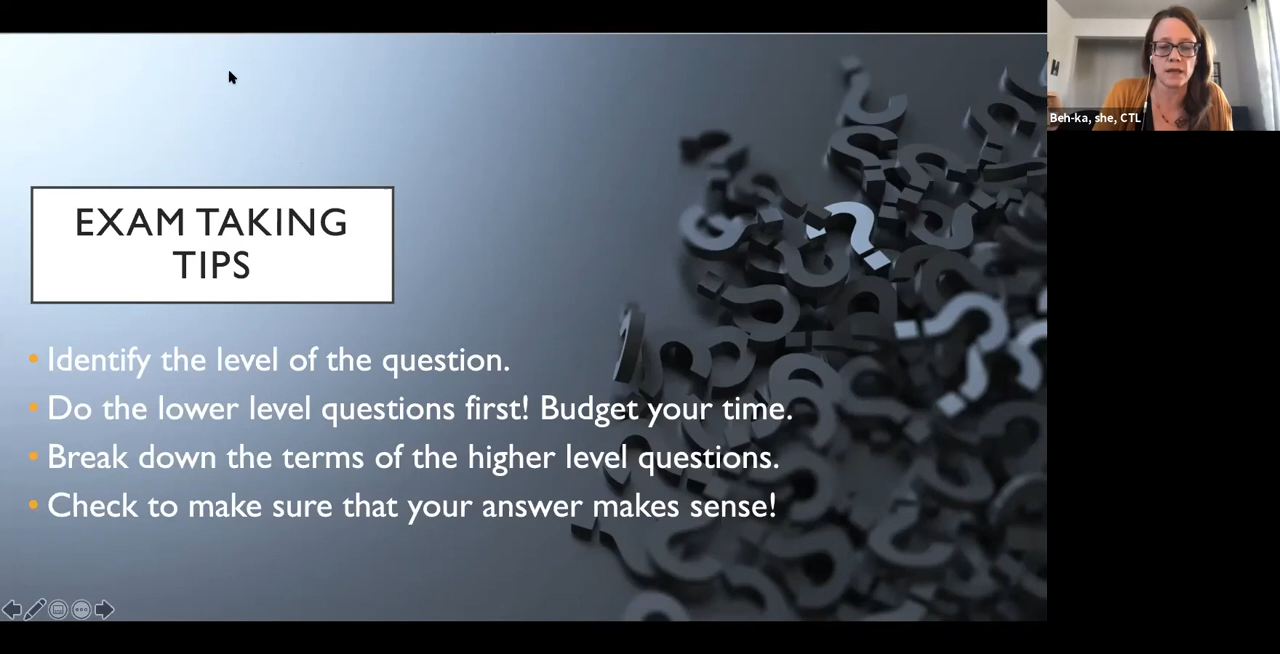 EXAM TAKING
TIPS
• Identify the level of the question.
• Do the lower level questions first! Budget your time.
• Break down the terms of the higher level questions.
• Check to make sure that your answer makes sense!
Beh-ka, she, CTL